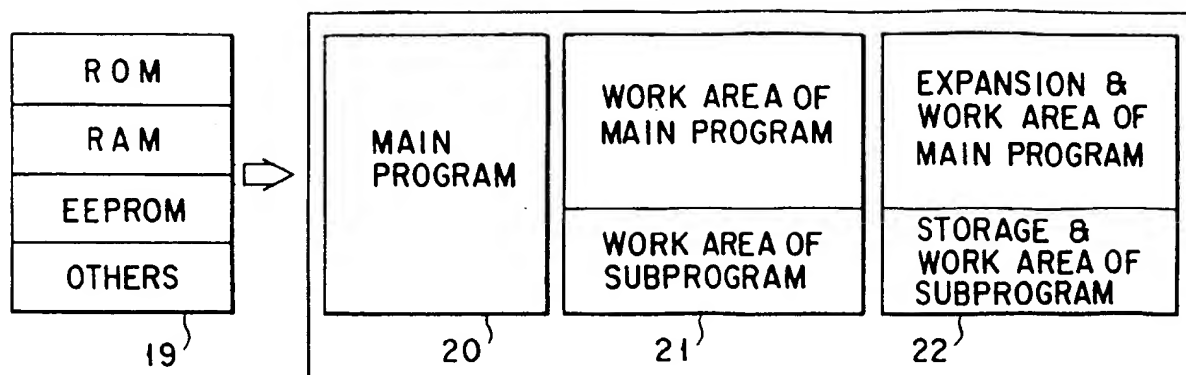 ROM
RAM
EEPROM
OTHERS
19
MAIN
PROGRAM
20
WORK AREA OF
MAIN PROGRAM
WORK AREA OF
SUBPROGRAM
21
EXPANSION &
WORK AREA OF
MAIN PROGRAM
STORAGE &
WORK AREA OF
SUBPROGRAM
22